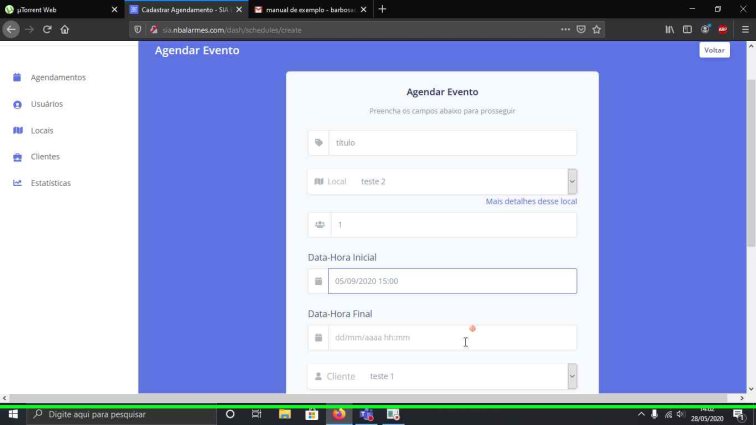 µTorrent Web
Cadastrar Agendamento - SIA
manual de exemplo - barbosa
sia.nbalarmes.com/dash/schedules/create
ABP
Agendar Evento
Voltar
Agendamentos
Usuários
Locais
Clientes
Estatísticas
Agendar Evento
Preencha os campos abaixo para prosseguir
título
Local teste 2
Mais detalhes desse local
1
Data-Hora Inicial
05/09/2020 15:00
Data-Hora Final
dd/mm/aaaa hh:mm
Cliente teste 1
Digite aqui para pesquisar
14:02
28/05/2020